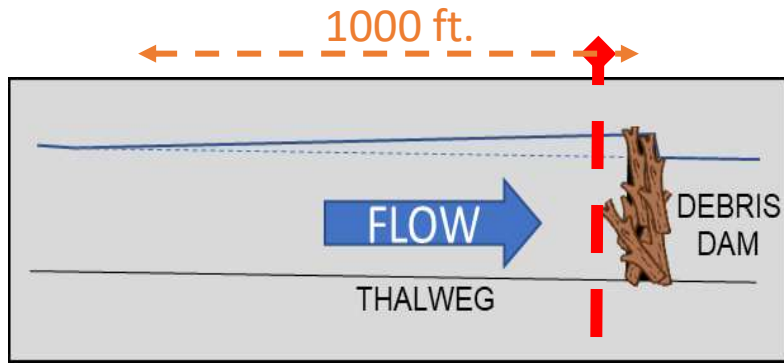 1000 ft.
FLOW
DEBRIS
DAM
THALWEG